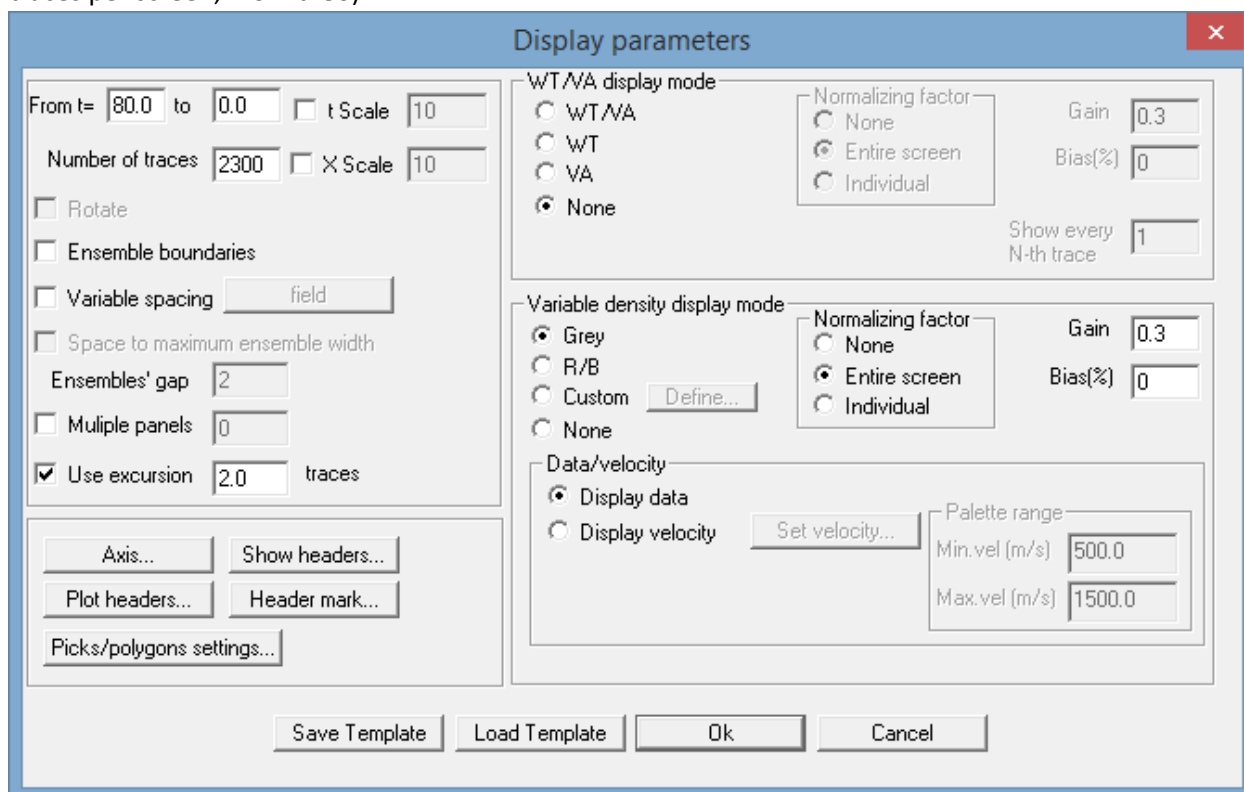 Display parameters
From t= 80.0 to 0.0 t Scale 10
Number of traces 2300 X Scale 10
Rotate
Ensemble boundaries
Variable spacing field
Space to maximum ensemble width
Ensembles' gap 2
Muliple panels 0
Use excursion 2.0 traces
Axis... Show headers...
Plot headers... Header mark...
Picks/polygons settings...
WT/VA display mode
WT/VA
WT
VA
None
Normalizing factor
None
Entire screen
Individual
Gain 0.3
Bias(%) 0
Show every
N-th trace 1
Variable density display mode
Grey
R/B
Custom Define...
None
Normalizing factor
None
Entire screen
Individual
Gain 0.3
Bias(%) 0
Data/velocity
Display data
Display velocity Set velocity...
Palette range
Min.vel (m/s) 500.0
Max.vel (m/s) 1500.0
Save Template Load Template Ok Cancel